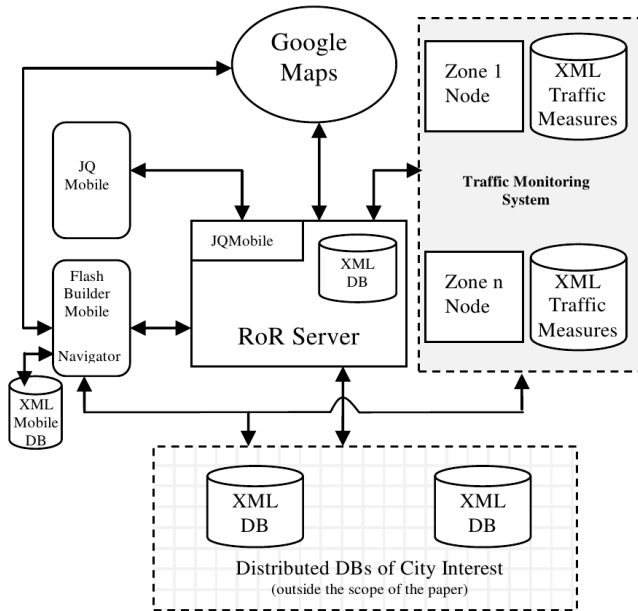 Google
Maps
Zone 1
Node
XML
Traffic
Measures
JQ
Mobile
Traffic Monitoring
System
JQMobile
XML
DB
RoR Server
Flash
Builder
Mobile
Navigator
Zone n
Node
XML
Traffic
Measures
XML
Mobile
DB
XML
DB
XML
DB
Distributed DBs of City Interest
(outside the scope of the paper)